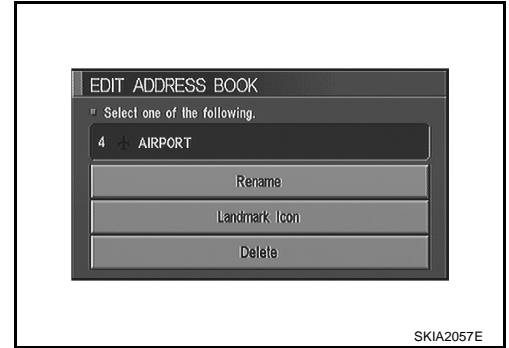 EDIT ADDRESS BOOK
Select one of the following.
4 AIRPORT
Rename
Landmark Icon
Delete
SKIA2057E